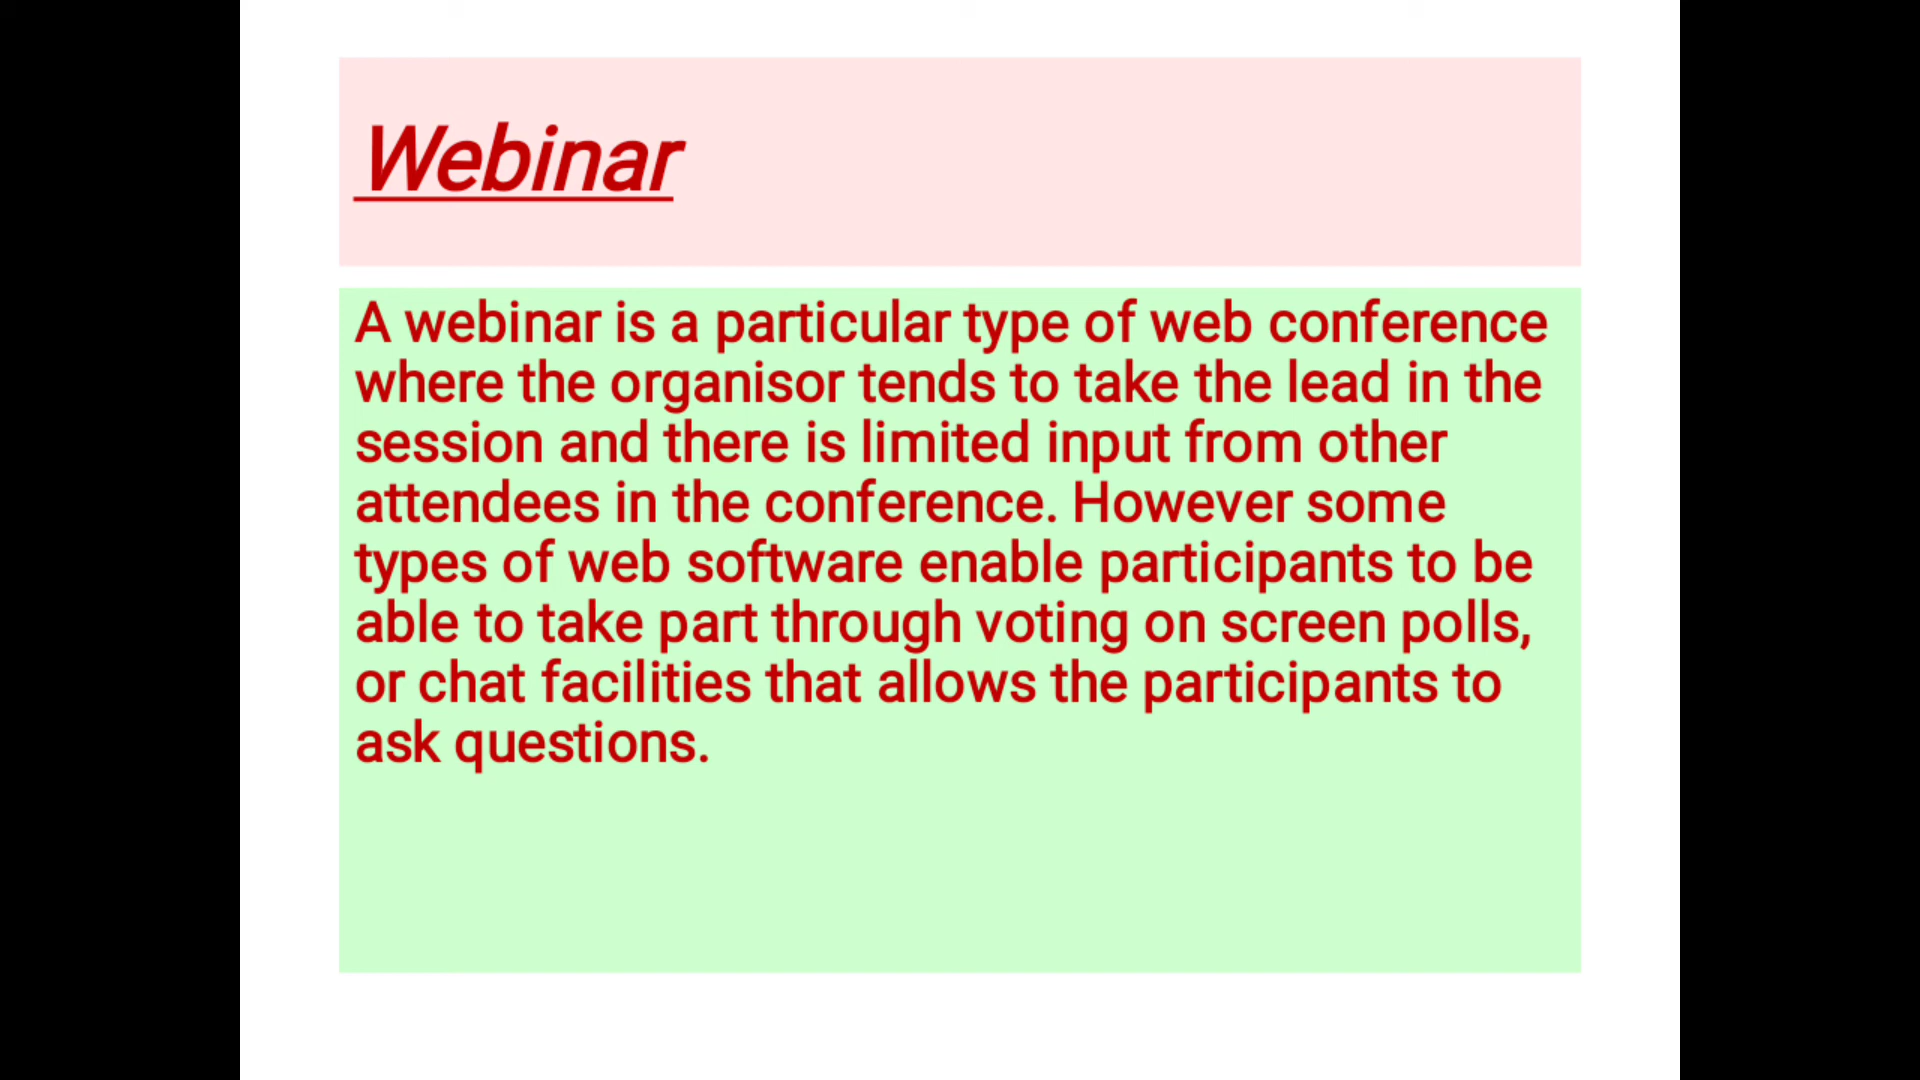 Webinar
A webinar is a particular type of web conference
where the organisor tends to take the lead in the
session and there is limited input from other
attendees in the conference. However some
types of web software enable participants to be
able to take part through voting on screen polls,
or chat facilities that allows the participants to
ask questions.